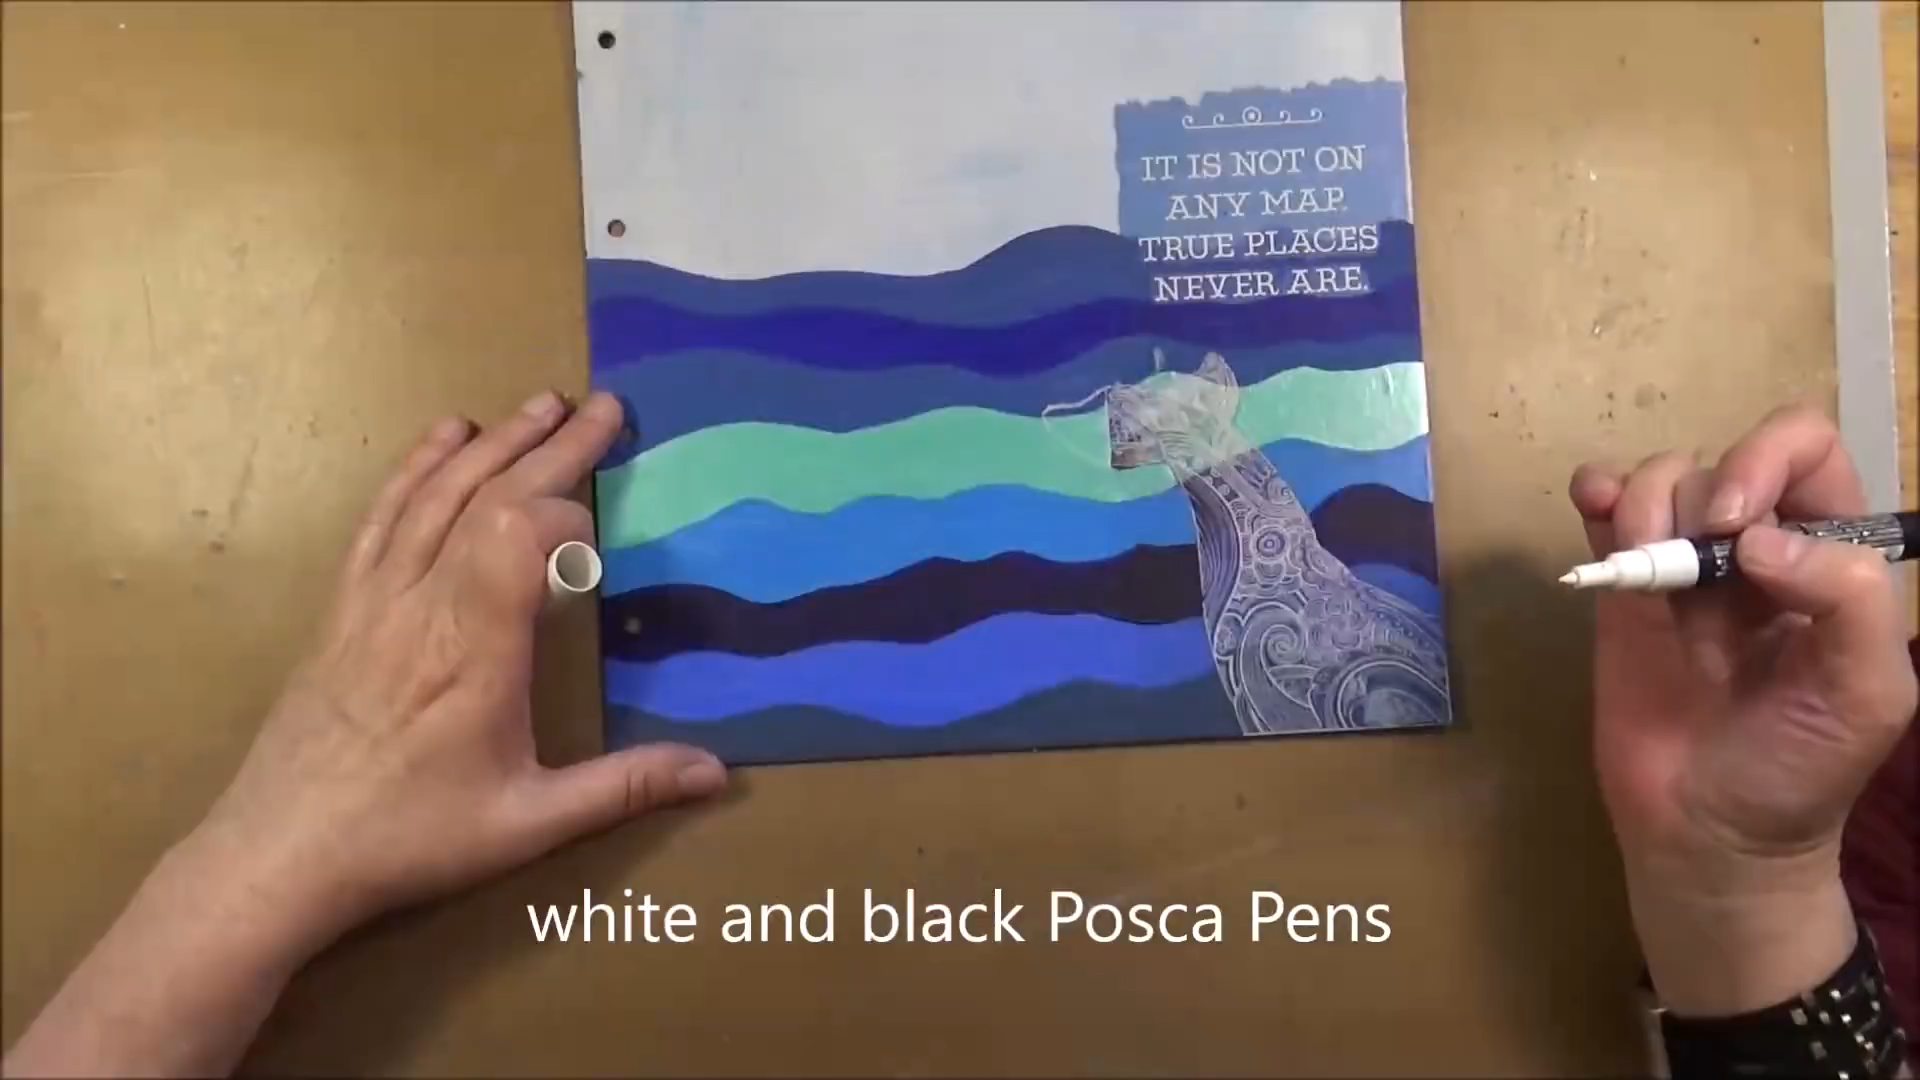 IT IS NOT ON
ANY MAP.
TRUE PLACES
NEVER ARE.
white and black Posca Pens